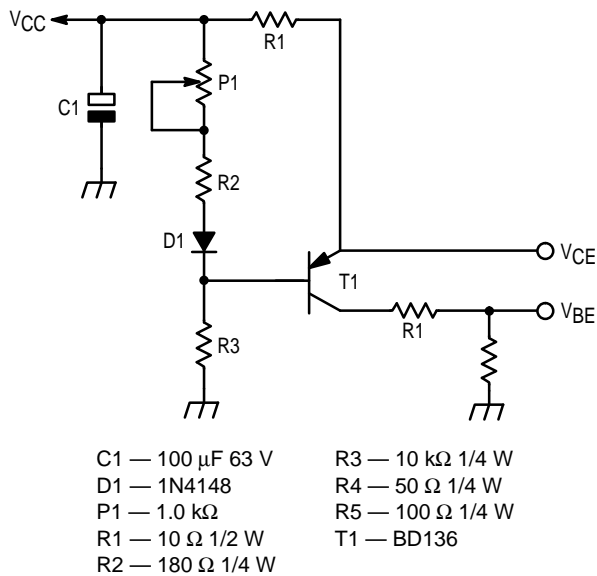 VCC
R1
P1
C1
R2
D1
T1
VCE
VBE
R1
R3
C1 — 100 μF 63 V
D1 — 1N4148
P1 — 1.0 kΩ
R1 — 10 Ω 1/2 W
R2 — 180 Ω 1/4 W
R3 — 10 kΩ 1/4 W
R4 — 50 Ω 1/4 W
R5 — 100 Ω 1/4 W
T1 — BD136